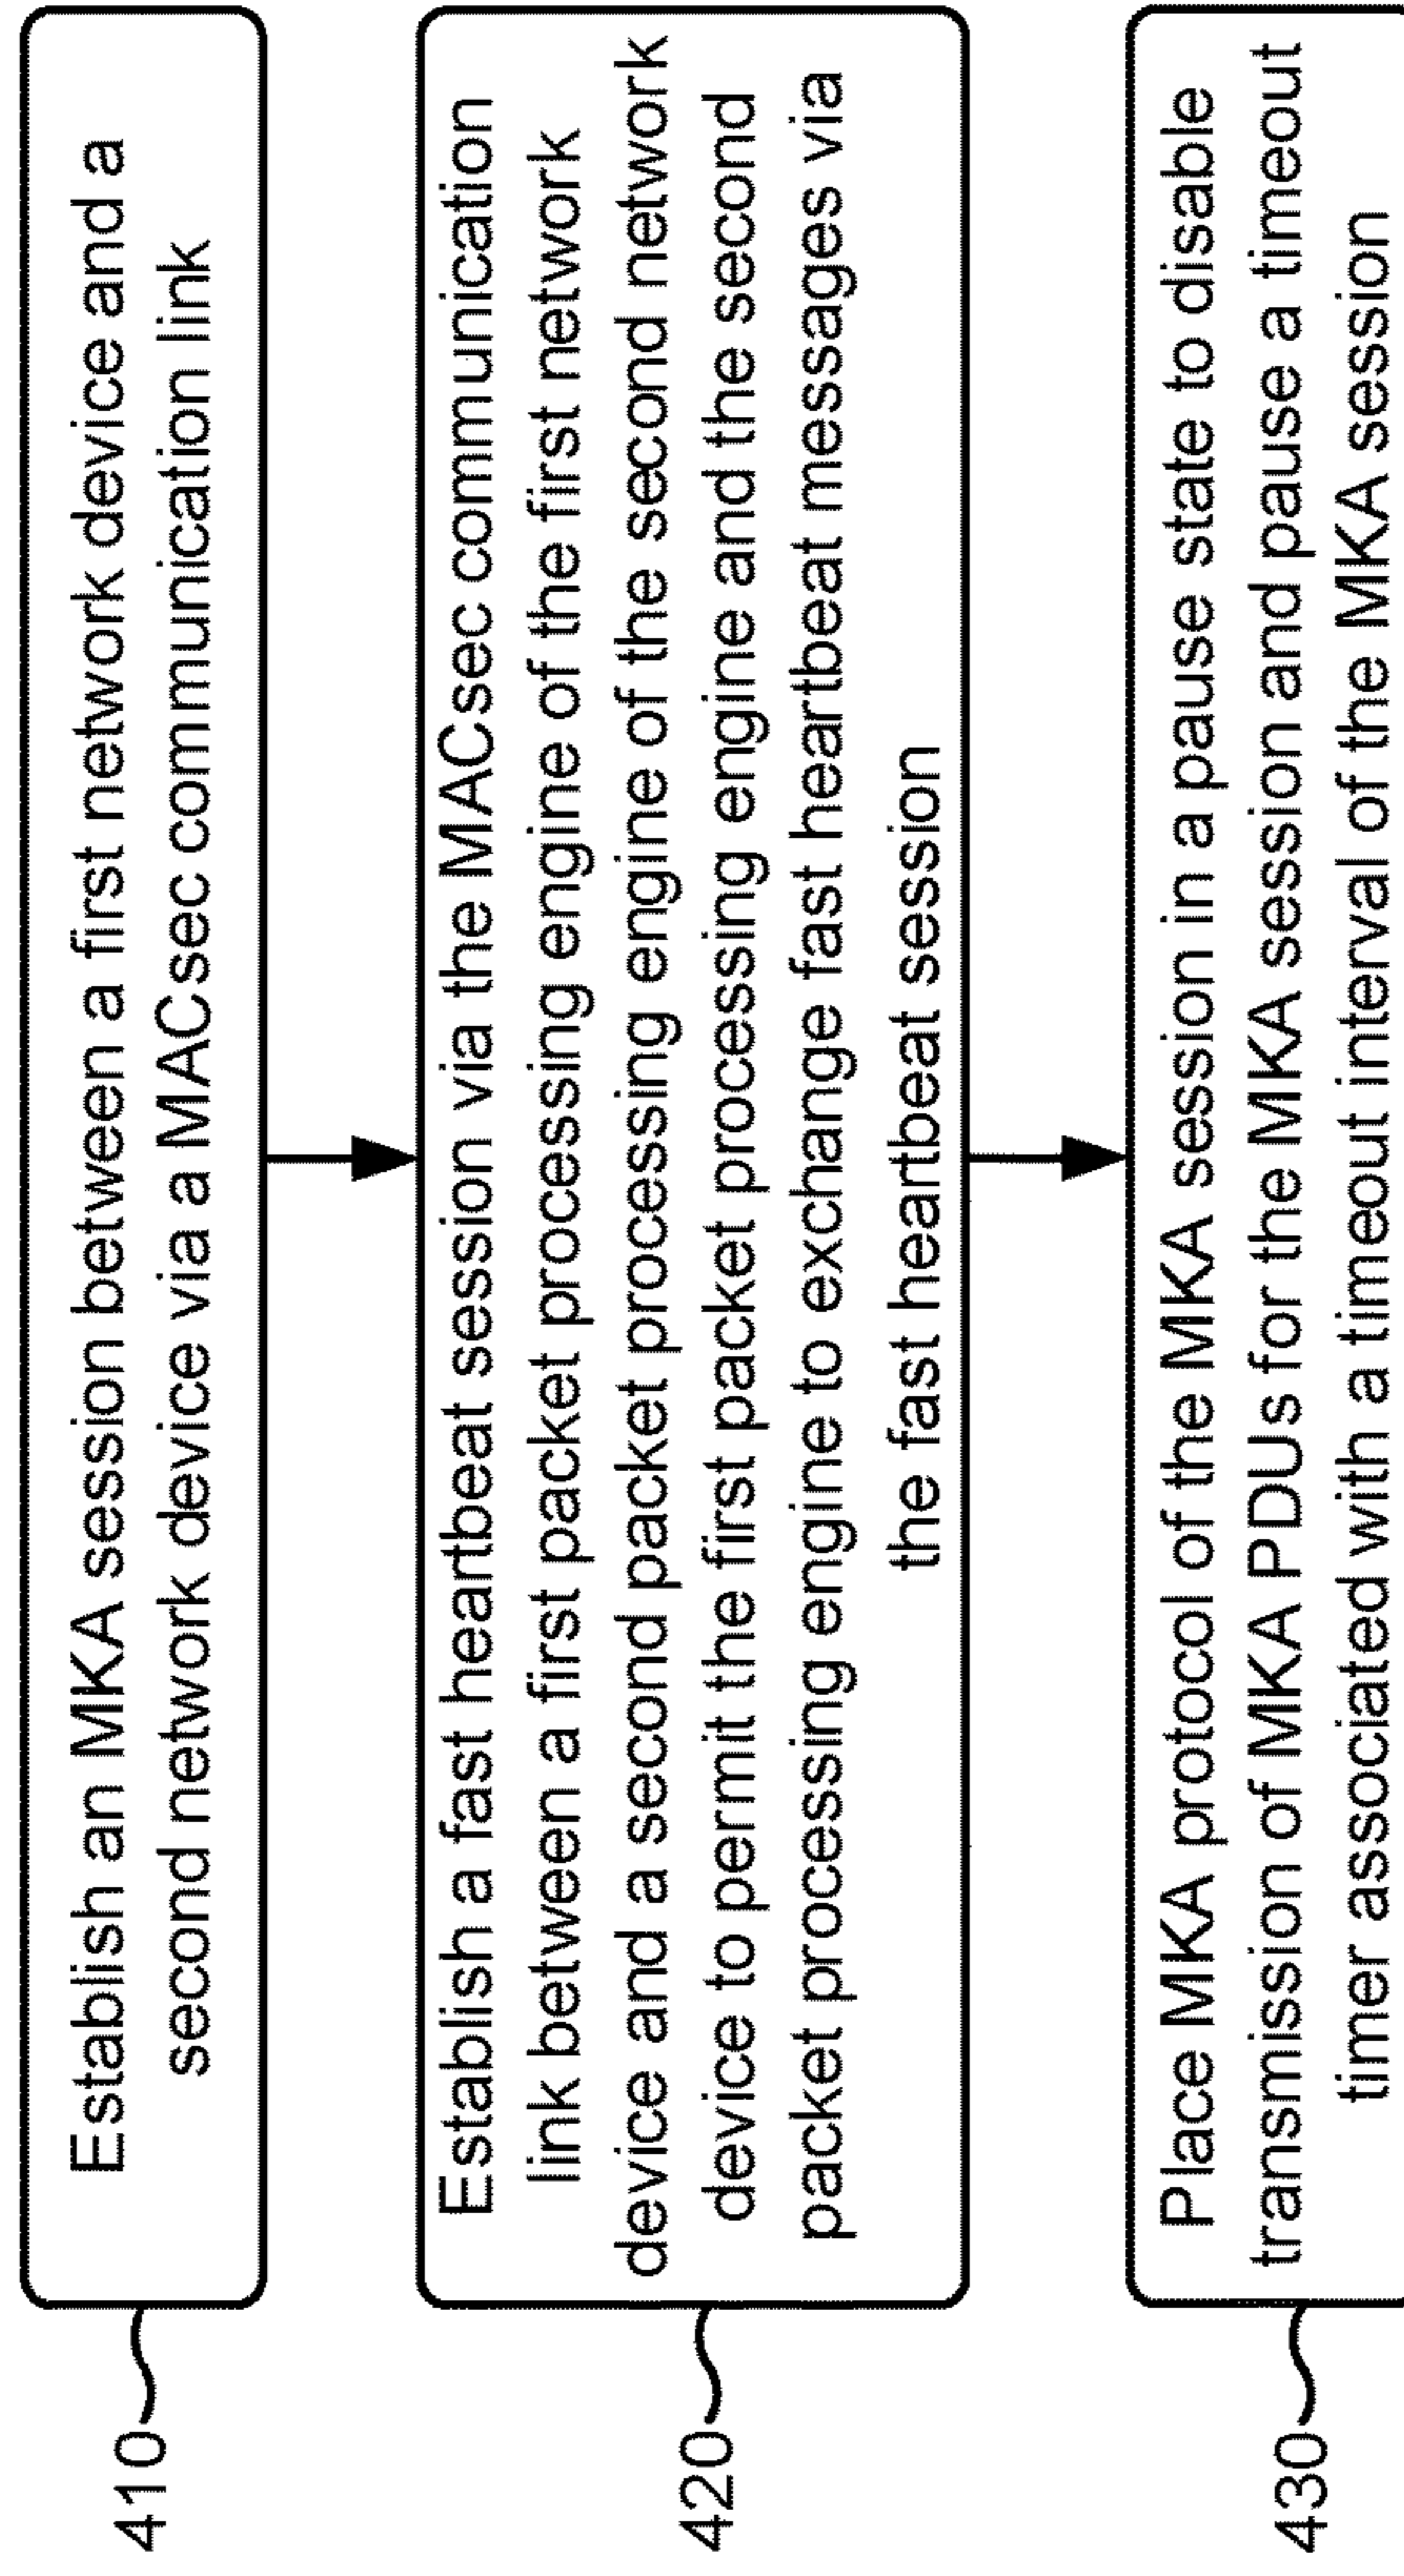 410
Establish an MKA session between a first network device and a
second network device via a MACsec communication link
420
Establish a fast heartbeat session via the MACsec communication
link between a first packet processing engine of the first network
device and a second packet processing engine of the second network
device to permit the first packet processing engine and the second
packet processing engine to exchange fast heartbeat messages via
the fast heartbeat session
430
Place MKA protocol of the MKA session in a pause state to disable
transmission of MKA PDUs for the MKA session and pause a timeout
timer associated with a timeout interval of the MKA session